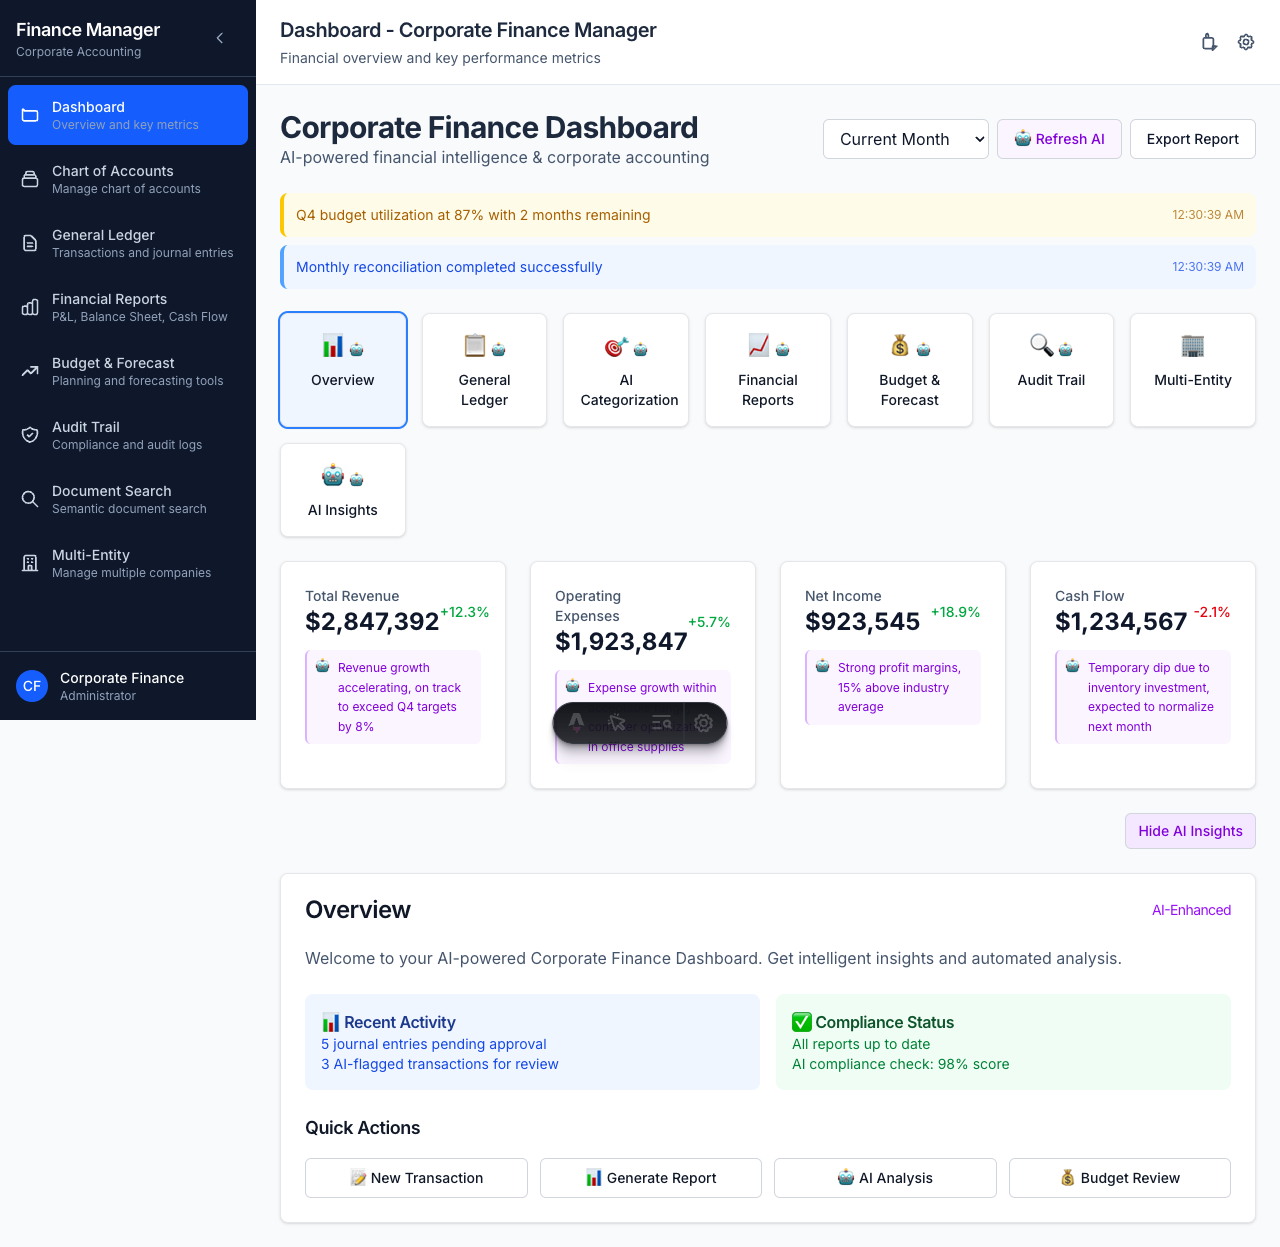 Finance Manager
Corporate Accounting
Dashboard
Overview and key metrics
Chart of Accounts
Manage chart of accounts
General Ledger
Transactions and journal entries
Financial Reports
P&L, Balance Sheet, Cash Flow
Budget & Forecast
Planning and forecasting tools
Audit Trail
Compliance and audit logs
Document Search
Semantic document search
Multi-Entity
Manage multiple companies
CF
Corporate Finance
Administrator
Dashboard - Corporate Finance Manager
Financial overview and key performance metrics
Corporate Finance Dashboard
AI-powered financial intelligence & corporate accounting
Current Month
Refresh AI
Export Report
Q4 budget utilization at 87% with 2 months remaining
12:30:39 AM
Monthly reconciliation completed successfully
12:30:39 AM
Overview
General
Ledger
AI
Categorization
Financial
Reports
Budget &
Forecast
Audit Trail
Multi-Entity
AI Insights
Total Revenue
$2,847,392
+12.3%
Revenue growth
accelerating, on track
to exceed Q4 targets
by 8%
Operating
Expenses
$1,923,847
+5.7%
Expense growth within
in office supplies
Net Income
$923,545
+18.9%
Strong profit margins,
15% above industry
average
Cash Flow
$1,234,567
-2.1%
Temporary dip due to
inventory investment,
expected to normalize
next month
Hide AI Insights
Overview
AI-Enhanced
Welcome to your AI-powered Corporate Finance Dashboard. Get intelligent insights and automated analysis.
Recent Activity
5 journal entries pending approval
3 AI-flagged transactions for review
Compliance Status
All reports up to date
AI compliance check: 98% score
Quick Actions
New Transaction
Generate Report
AI Analysis
Budget Review